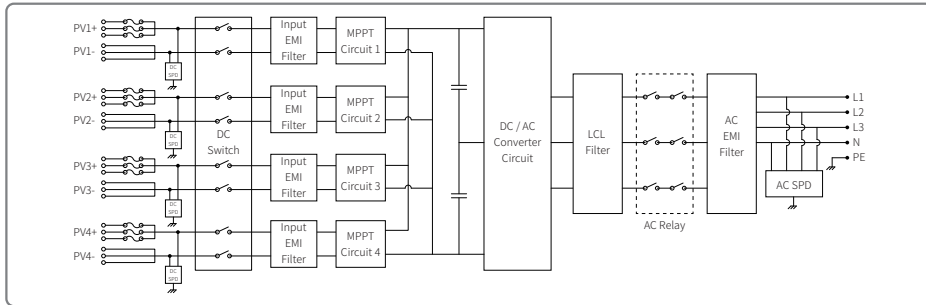 PV1+
PV1-
DC
SPD
Input
EMI
Filter
MPPT
Circuit 1
PV2+
PV2-
DC
SPD
Input
EMI
Filter
MPPT
Circuit 2
DC
Switch
PV3+
PV3-
DC
SPD
Input
EMI
Filter
MPPT
Circuit 3
PV4+
PV4-
DC
SPD
Input
EMI
Filter
MPPT
Circuit 4
DC / AC
Converter
Circuit
LCL
Filter
AC Relay
AC
EMI
Filter
L1
L2
L3
N
PE
AC SPD